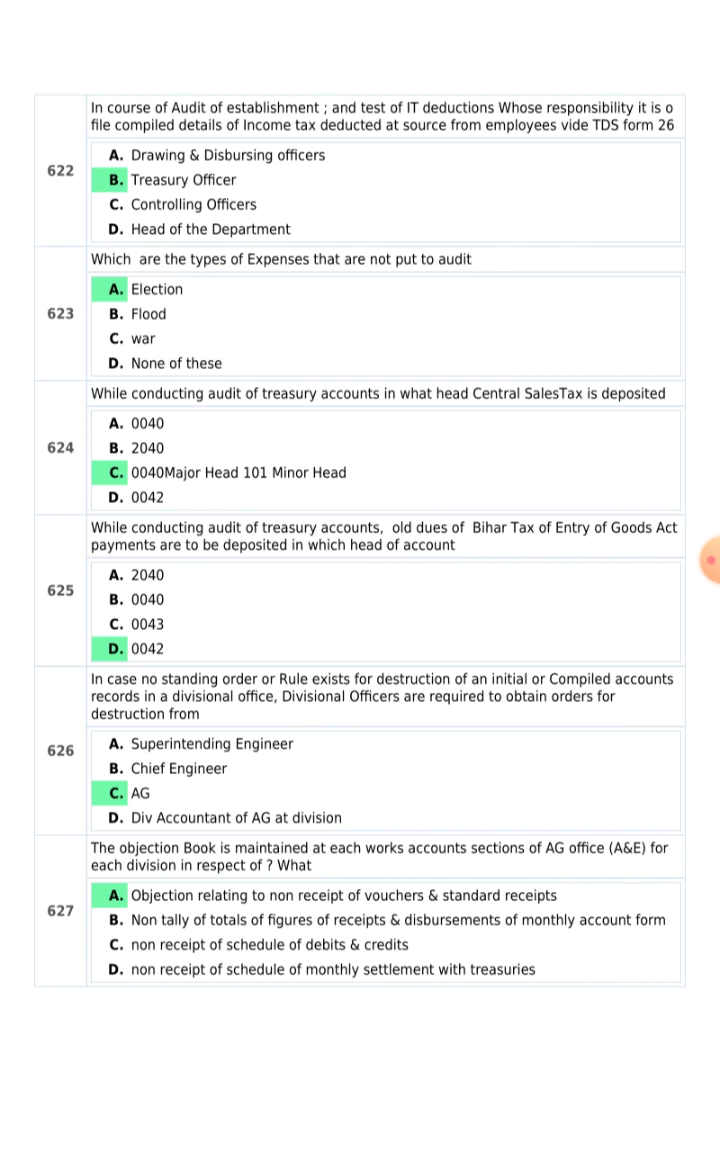 622
In course of Audit of establishment ; and test of IT deductions Whose responsibility it is o
file compiled details of Income tax deducted at source from employees vide TDS form 26
A. Drawing & Disbursing officers
B. Treasury Officer
C. Controlling Officers
D. Head of the Department
623
Which are the types of Expenses that are not put to audit
A. Election
B. Flood
C. war
D. None of these
624
While conducting audit of treasury accounts in what head Central SalesTax is deposited
A. 0040
B. 2040
C. 0040Major Head 101 Minor Head
D. 0042
625
While conducting audit of treasury accounts, old dues of Bihar Tax of Entry of Goods Act
payments are to be deposited in which head of account
A. 2040
B. 0040
C. 0043
D. 0042
626
In case no standing order or Rule exists for destruction of an initial or Compiled accounts
records in a divisional office, Divisional Officers are required to obtain orders for
destruction from
A. Superintending Engineer
B. Chief Engineer
C. AG
D. Div Accountant of AG at division
627
The objection Book is maintained at each works accounts sections of AG office (A&E) for
each division in respect of ? What
A. Objection relating to non receipt of vouchers & standard receipts
B. Non tally of totals of figures of receipts & disbursements of monthly account form
C. non receipt of schedule of debits & credits
D. non receipt of schedule of monthly settlement with treasuries